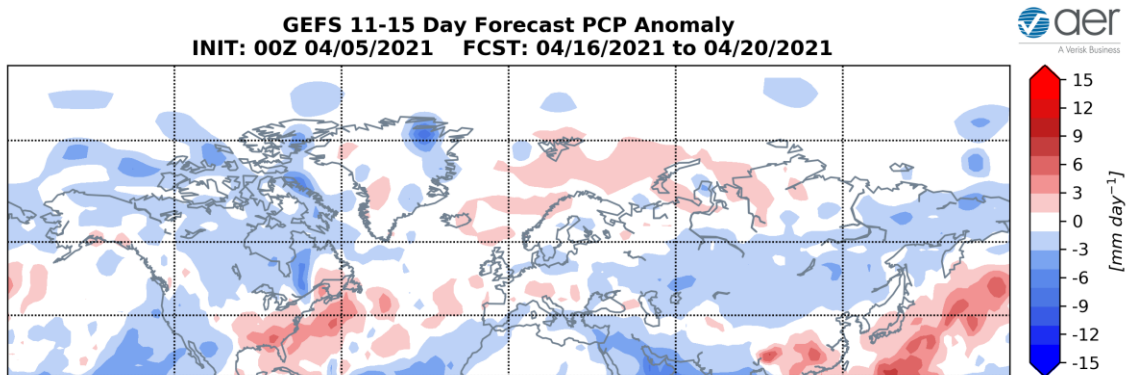 GEFS 11-15 Day Forecast PCP Anomaly
INIT: 00Z 04/05/2021 FCST: 04/16/2021 to 04/20/2021
aer
A Verisk Business
15
12
9
6
3
0
-3
-6
-9
-12
-15
[mm day⁻¹]